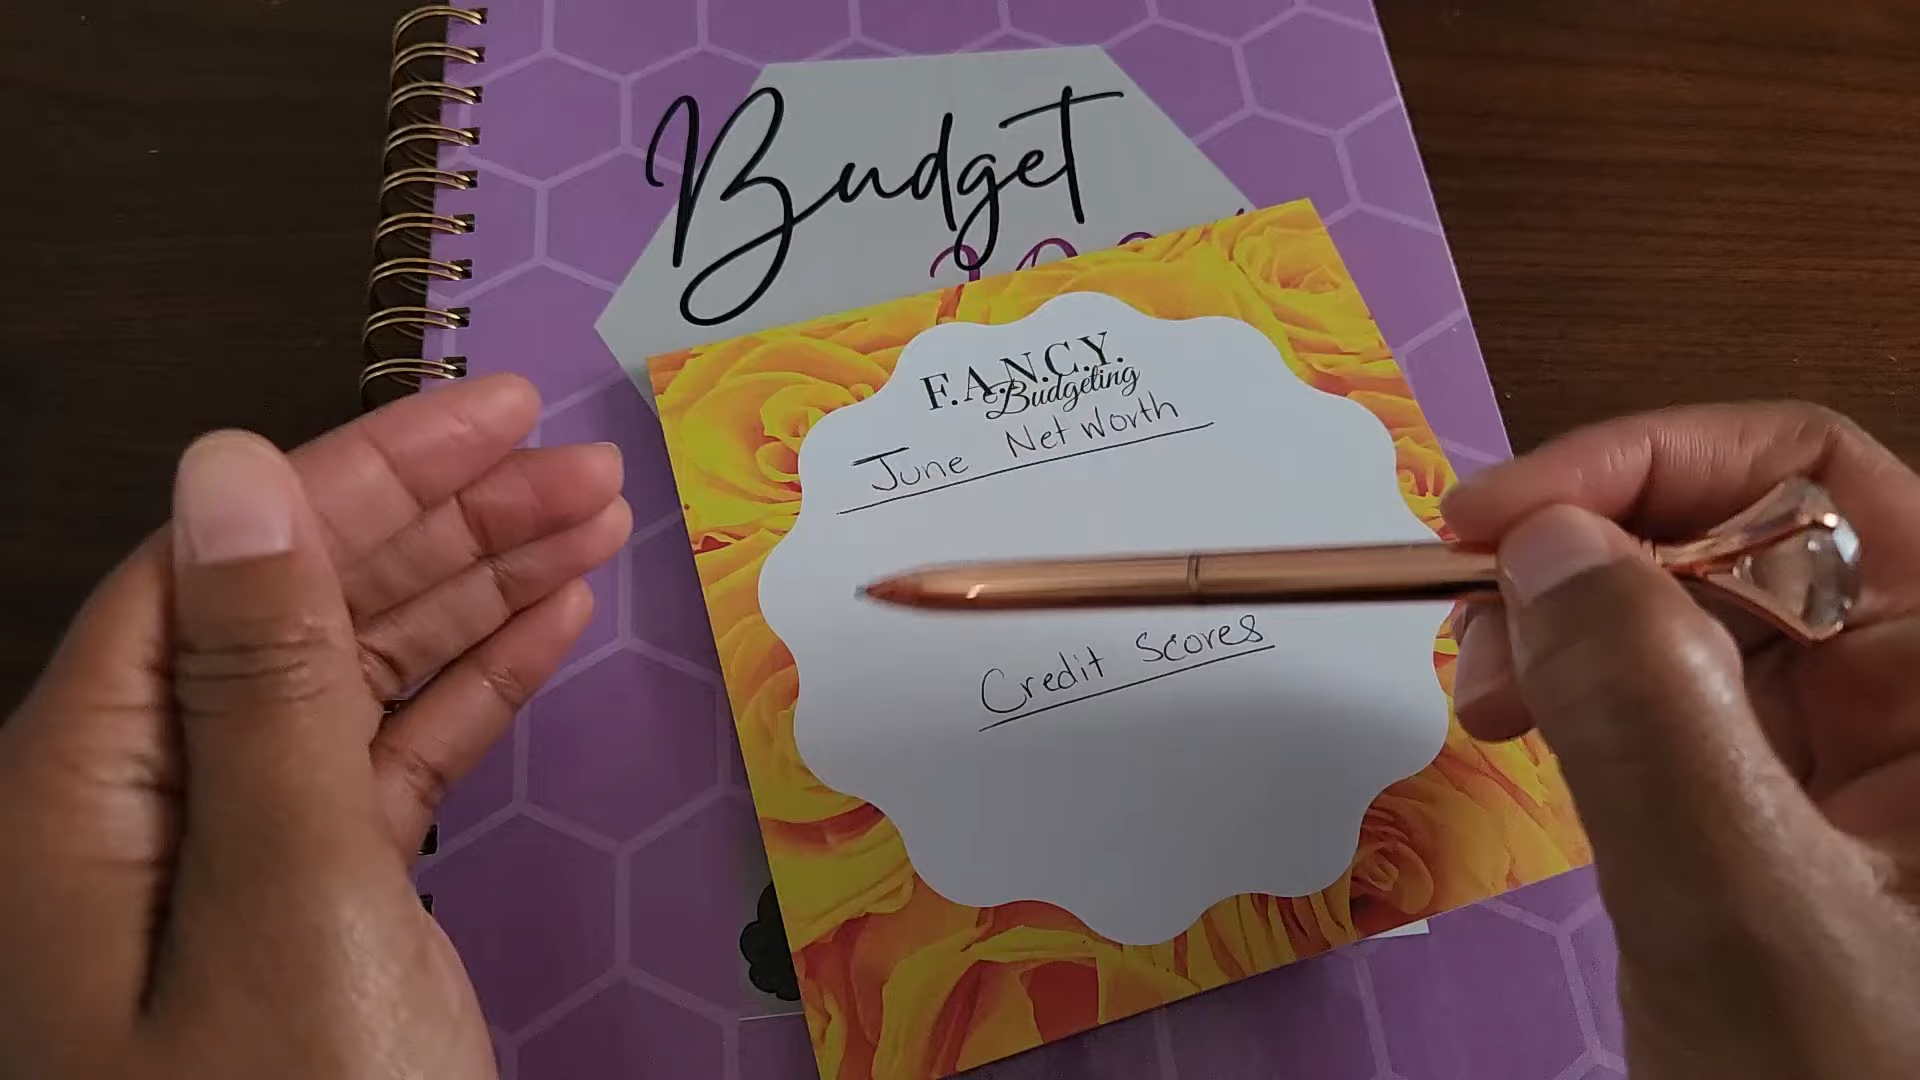 Budget
F.A.N.C.Y.
Budgeting
June Net Worth
Credit Scores